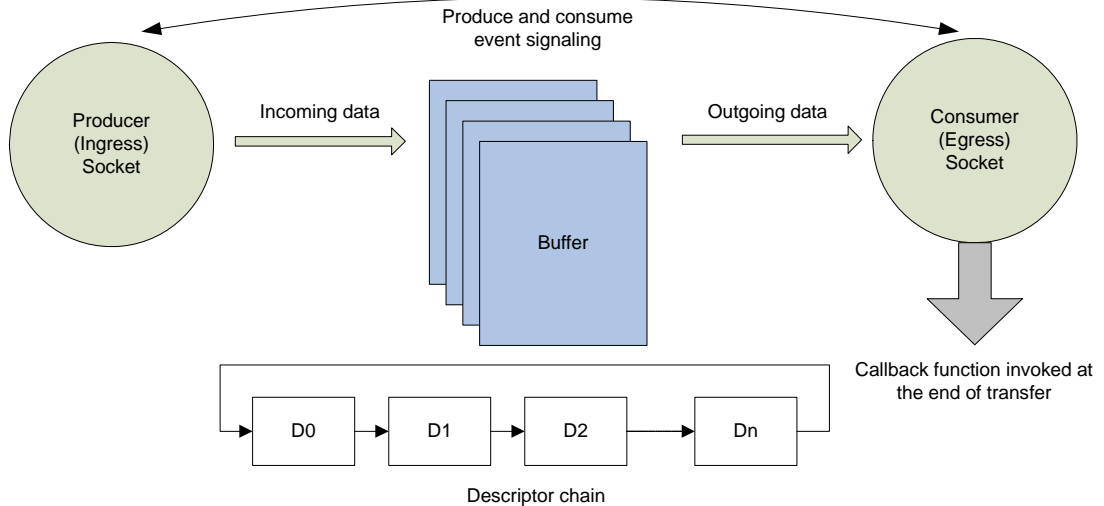 Produce and consume
event signaling
Producer
(Ingress)
Socket
Incoming data
Buffer
Outgoing data
Consumer
(Egress)
Socket
Callback function invoked at
the end of transfer
D0
D1
D2
Dn
Descriptor chain